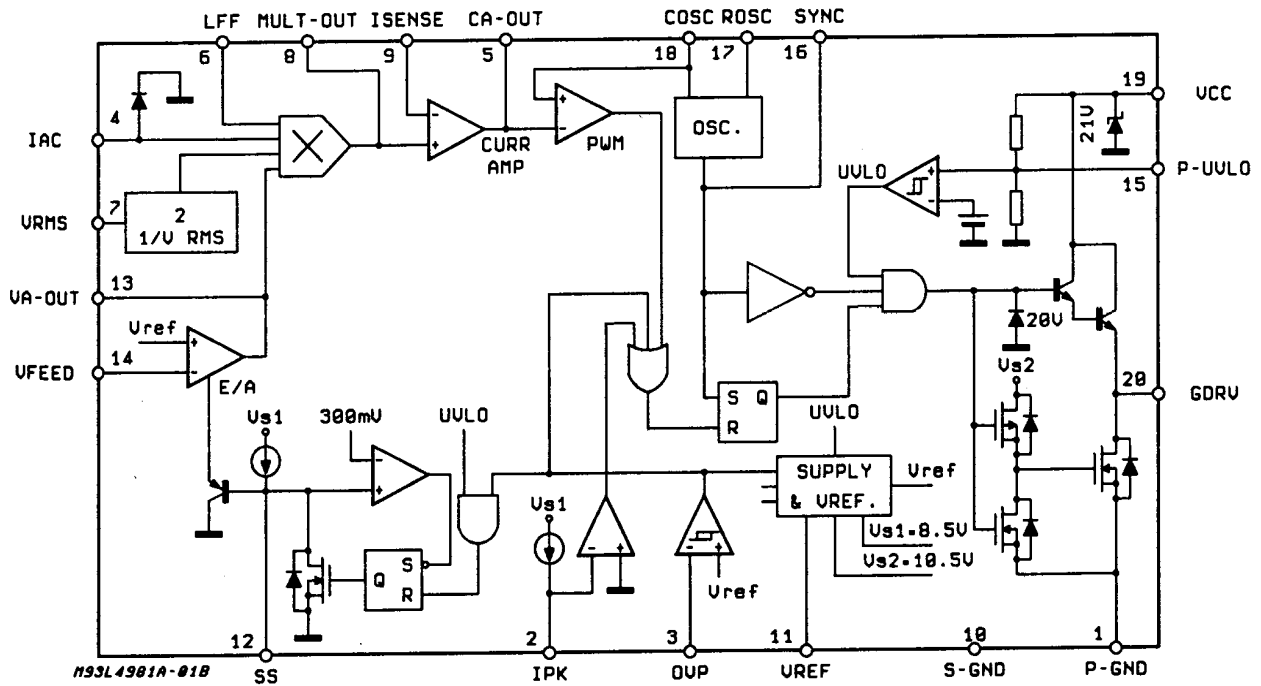 LFF MULT-OUT ISENSE CA-OUT COSC ROSC SYNC
6 8 9 5 18 17 16
4
IAC
19
VCC
21V
OSC.
CURR
AMP
PWM
UVLO
P-UVLO
15
7
VRMS
2
1/V RMS
13
VA-OUT
Vref
14
VFEED
E/A
20V
Vs2
20
GDRV
S Q
R
UVLO
Vs1
300mV
UVLO
SUPPLY
& VREF.
Vref
Vs1
Vs1=8.5V
Vs2=10.5V
Vref
Q S
R
12 2 3 11 10 1
M93L4981A-01B
SS IPK OVP VREF S-GND P-GND